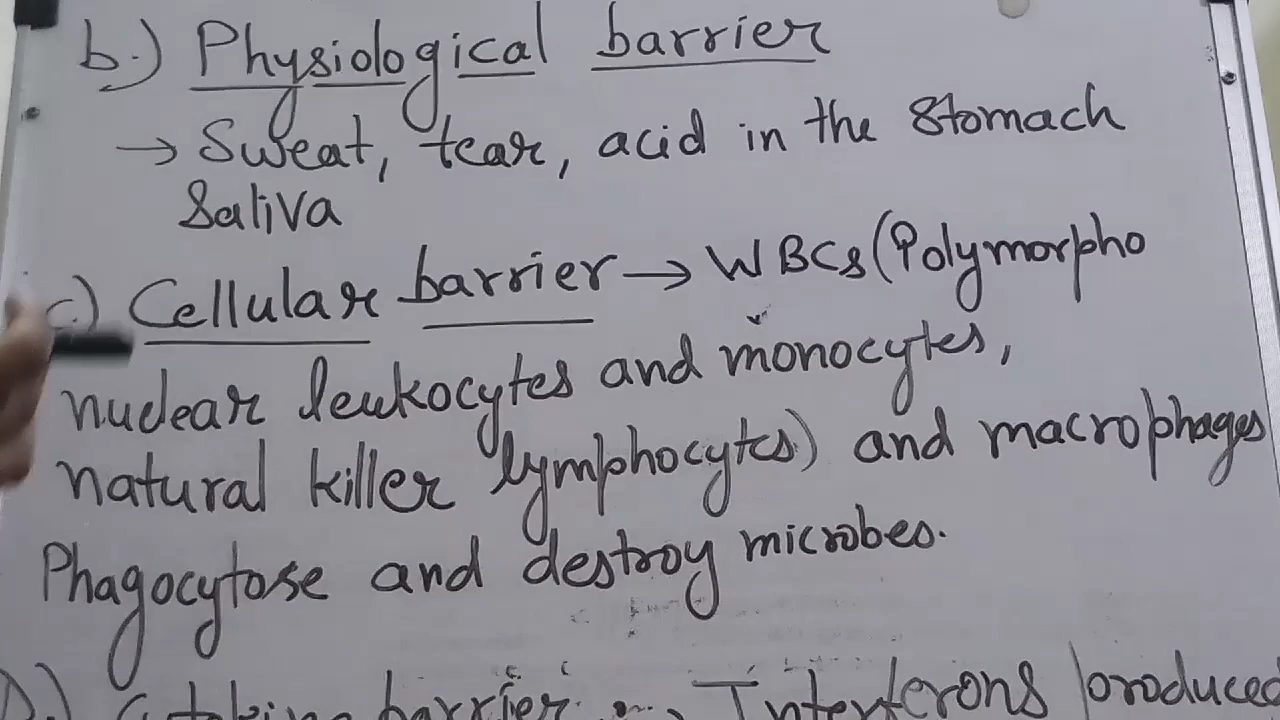 b.) Physiological barrier
→ Sweat, tear, acid in the stomach
Saliva
c) Cellular barrier → WBCs (Polymorpho
nuclear leukocytes and monocytes,
natural killer lymphocytes) and macrophages
Phagocytose and destroy microbes.
D.) barrier → Interferons produced